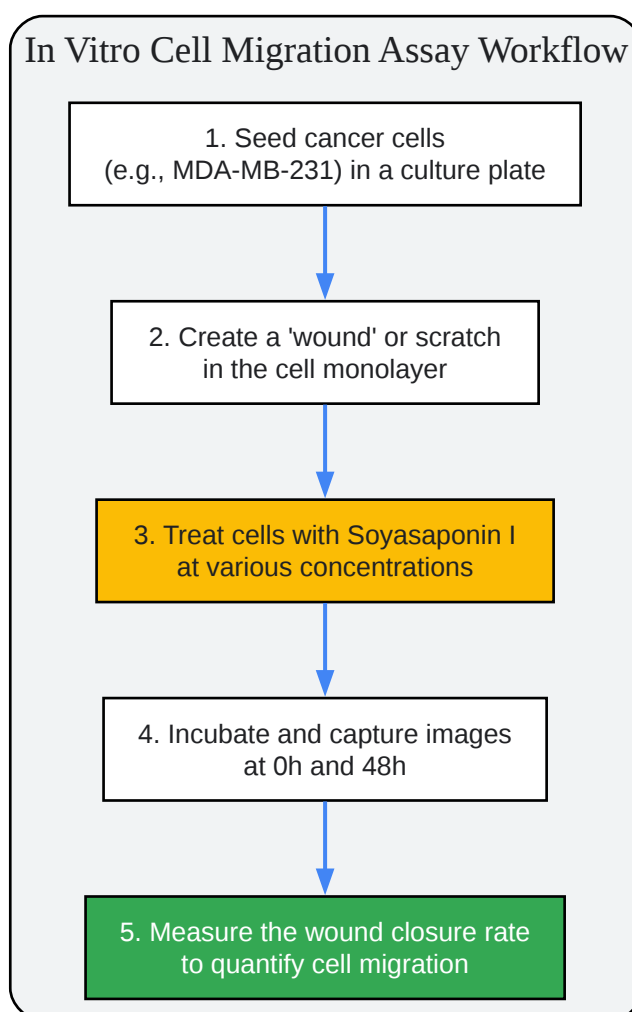 In Vitro Cell Migration Assay Workflow
1. Seed cancer cells
(e.g., MDA-MB-231) in a culture plate
2. Create a 'wound' or scratch
in the cell monolayer
3. Treat cells with Soyasaponin I
at various concentrations
4. Incubate and capture images
at 0h and 48h
5. Measure the wound closure rate
to quantify cell migration